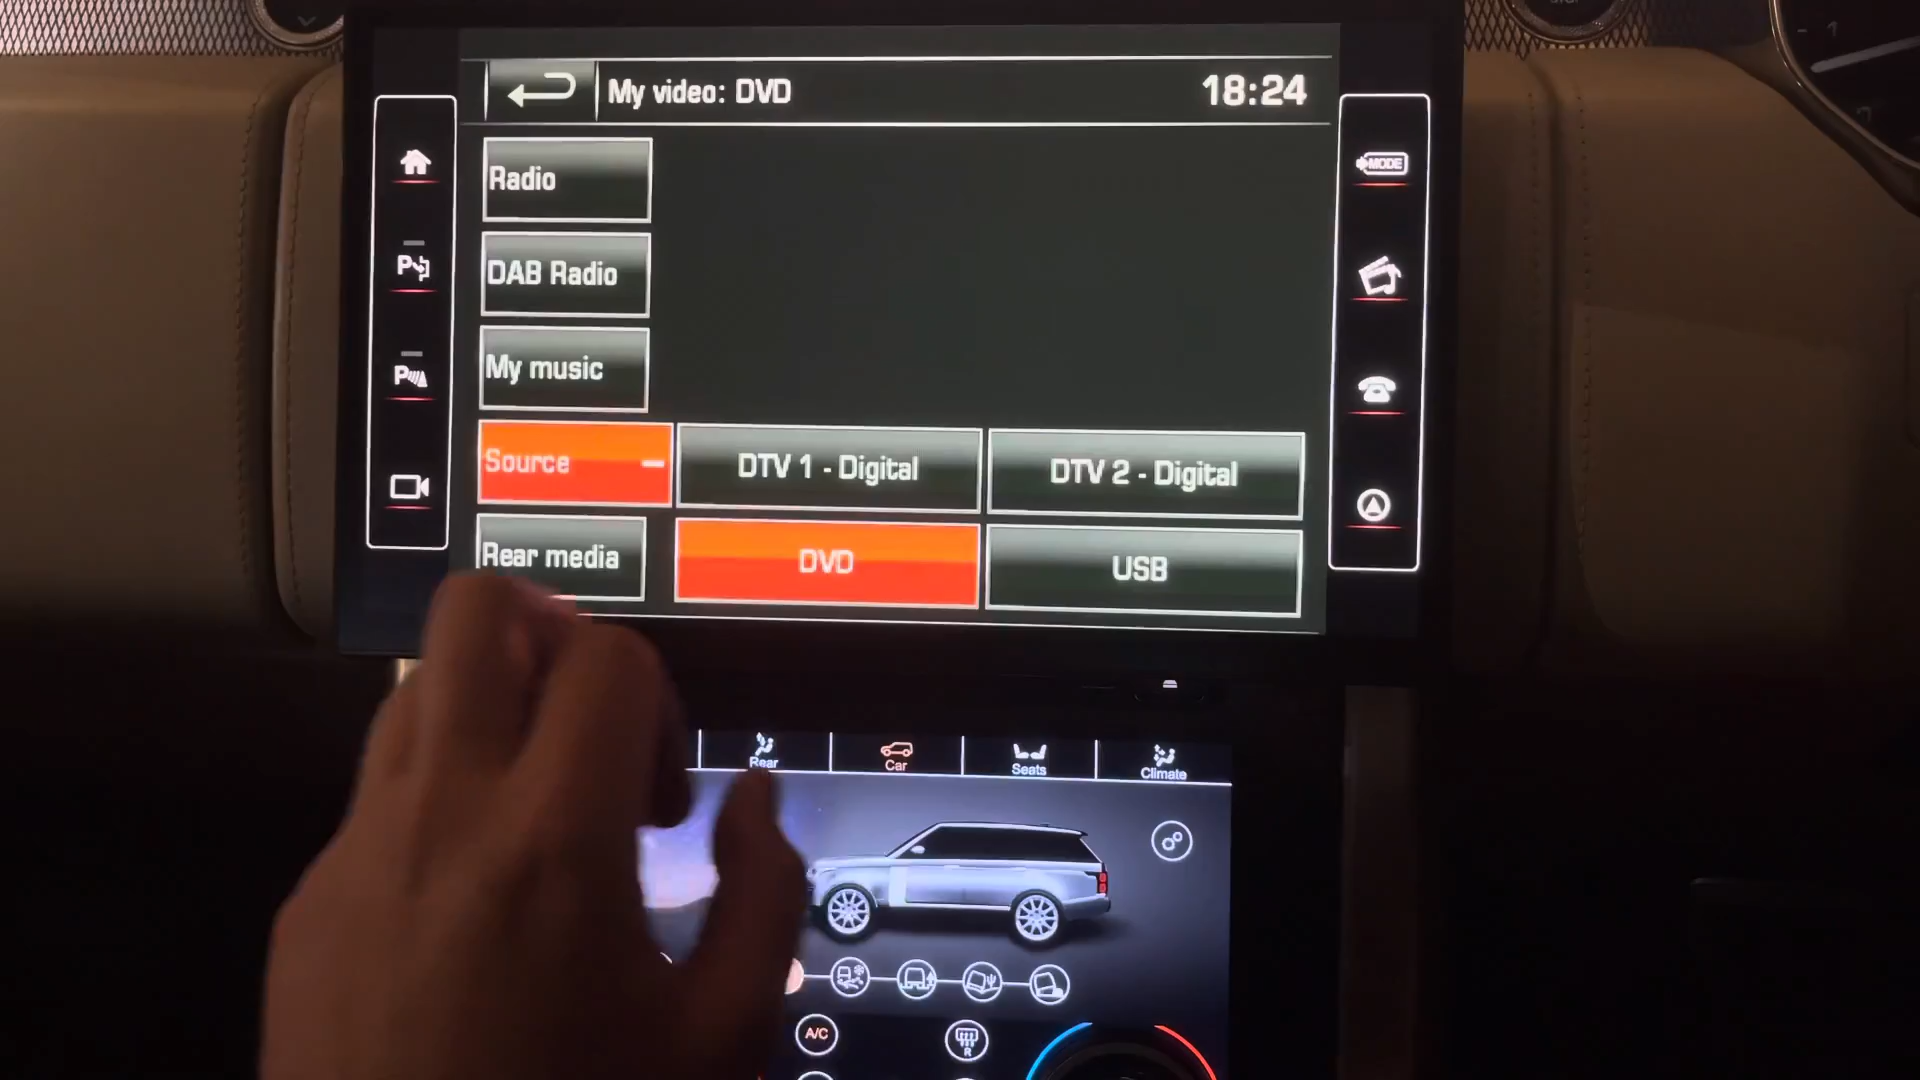 My video: DVD
18:24
MODE
Radio
DAB Radio
My music
Source
DTV 1 - Digital
DTV 2 - Digital
Rear media
DVD
USB
Rear
Car
Seats
Climate
A/C
R